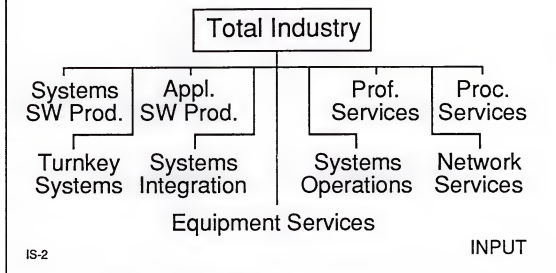 Total Industry
Systems
SW Prod.
Appl.
SW Prod.
Prof.
Services
Proc.
Services
Turnkey
Systems
Systems
Integration
Systems
Operations
Network
Services
Equipment Services
IS-2
INPUT